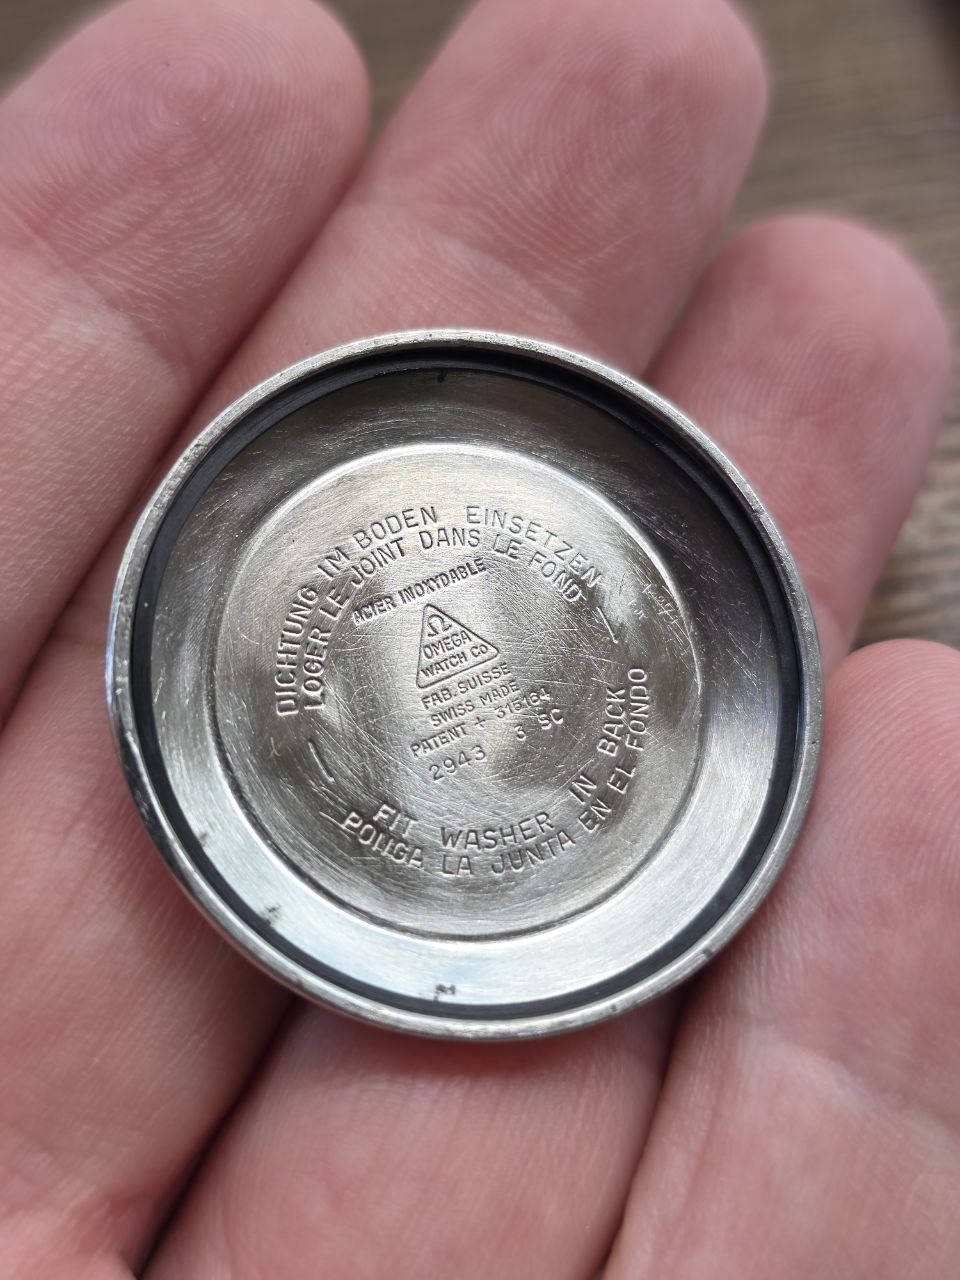 DICHTUNG IM BODEN EINSETZEN
LOGER LE JOINT DANS LE FOND
ACIER INOXYDABLE
Ω
OMEGA
WATCH Co
FAB. SUISSE
SWISS MADE
PATENT + 315164
2943 3 SC
FIT WASHER IN BACK
PONGA LA JUNTA EN EL FONDO